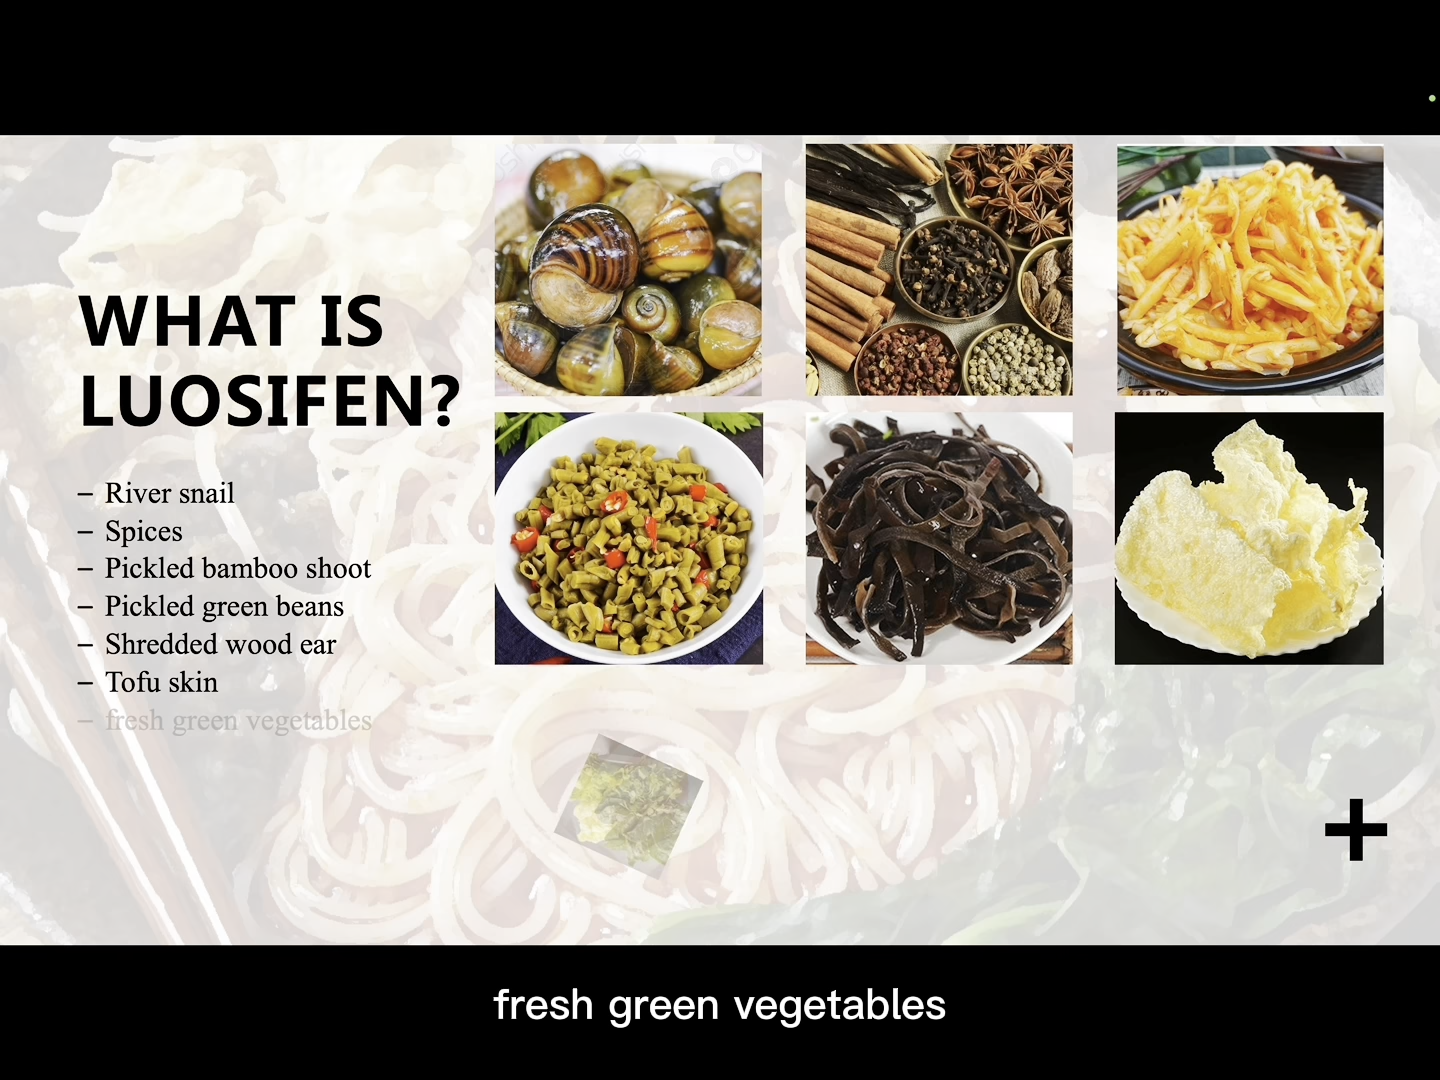 WHAT IS
LUOSIFEN?
– River snail
– Spices
– Pickled bamboo shoot
– Pickled green beans
– Shredded wood ear
– Tofu skin
– fresh green vegetables
+
fresh green vegetables